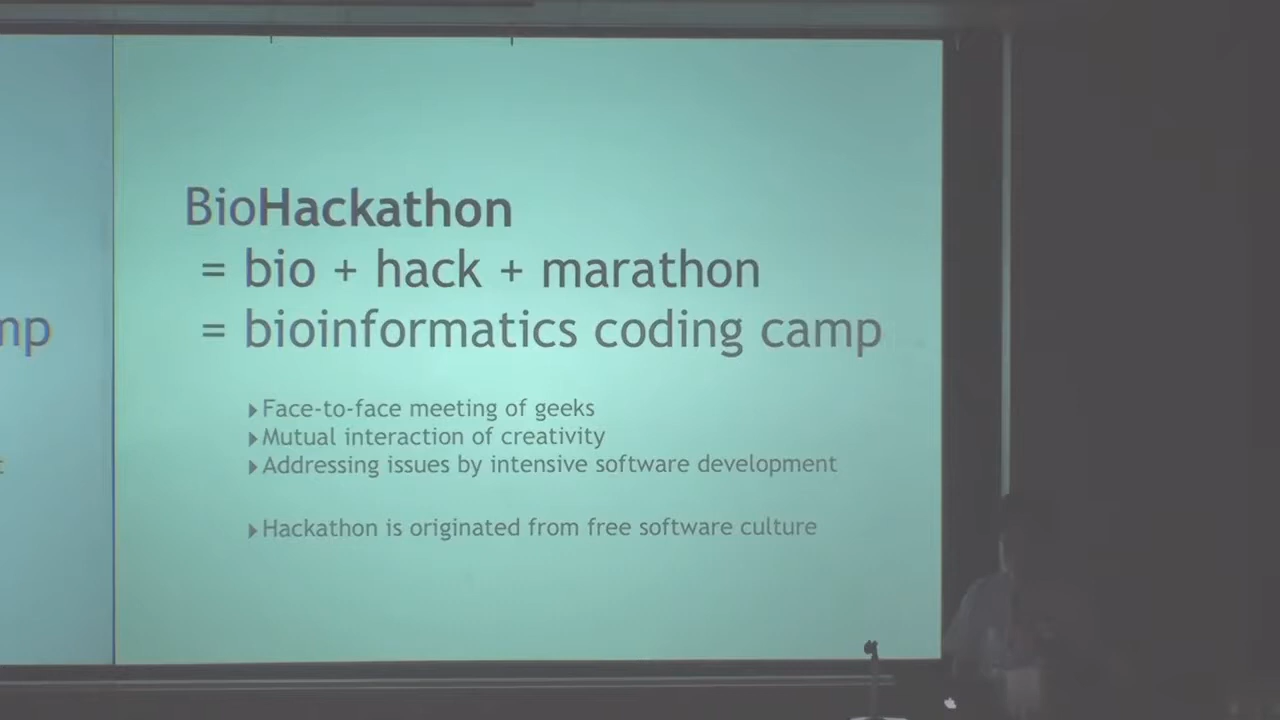 mp
BioHackathon
= bio + hack + marathon
= bioinformatics coding camp
▸Face-to-face meeting of geeks
▸Mutual interaction of creativity
▸Addressing issues by intensive software development
▸Hackathon is originated from free software culture